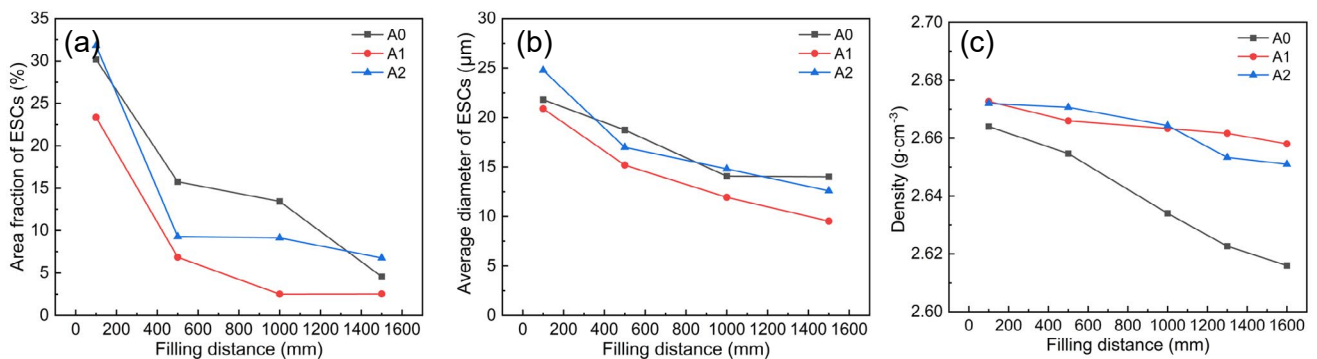 (a)
A0
A1
A2
Area fraction of ESCs (%)
35
30
25
20
15
10
5
0
0 200 400 600 800 1000 1200 1400 1600
Filling distance (mm)
(b)
A0
A1
A2
Average diameter of ESCs (μm)
30
25
20
15
10
5
0
0 200 400 600 800 1000 1200 1400 1600
Filling distance (mm)
(c)
A0
A1
A2
Density (g·cm⁻³)
2.70
2.68
2.66
2.64
2.62
2.60
0 200 400 600 800 1000 1200 1400 1600
Filling distance (mm)